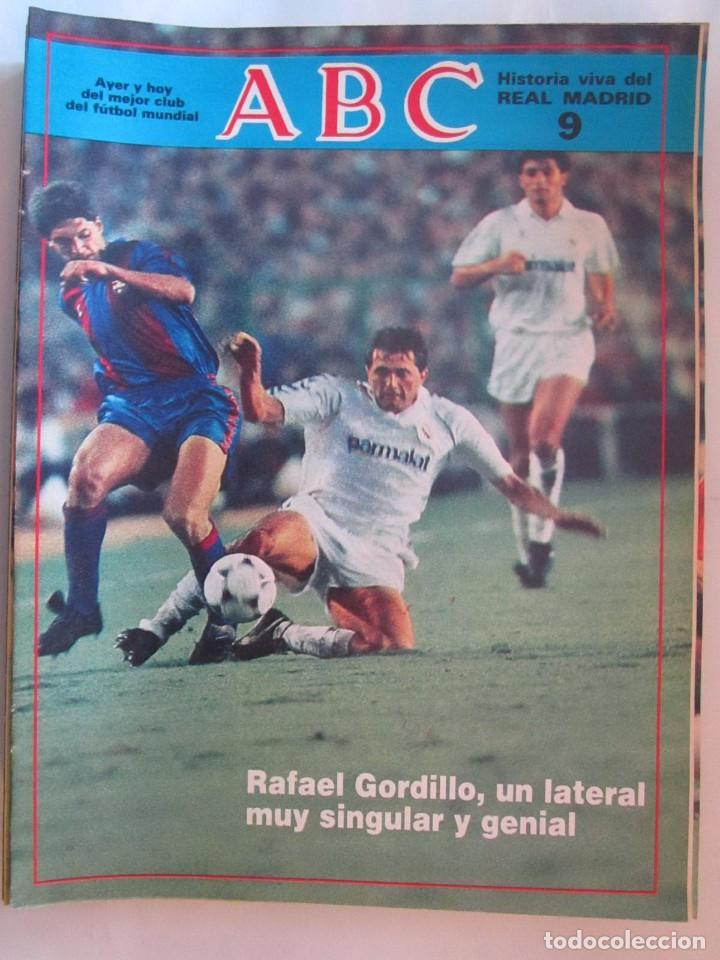 Ayer y hoy
del mejor club
del fútbol mundial
ABC
Historia viva del
REAL MADRID
9
parmalat
parmalat
Rafael Gordillo, un lateral
muy singular y genial
todocoleccion